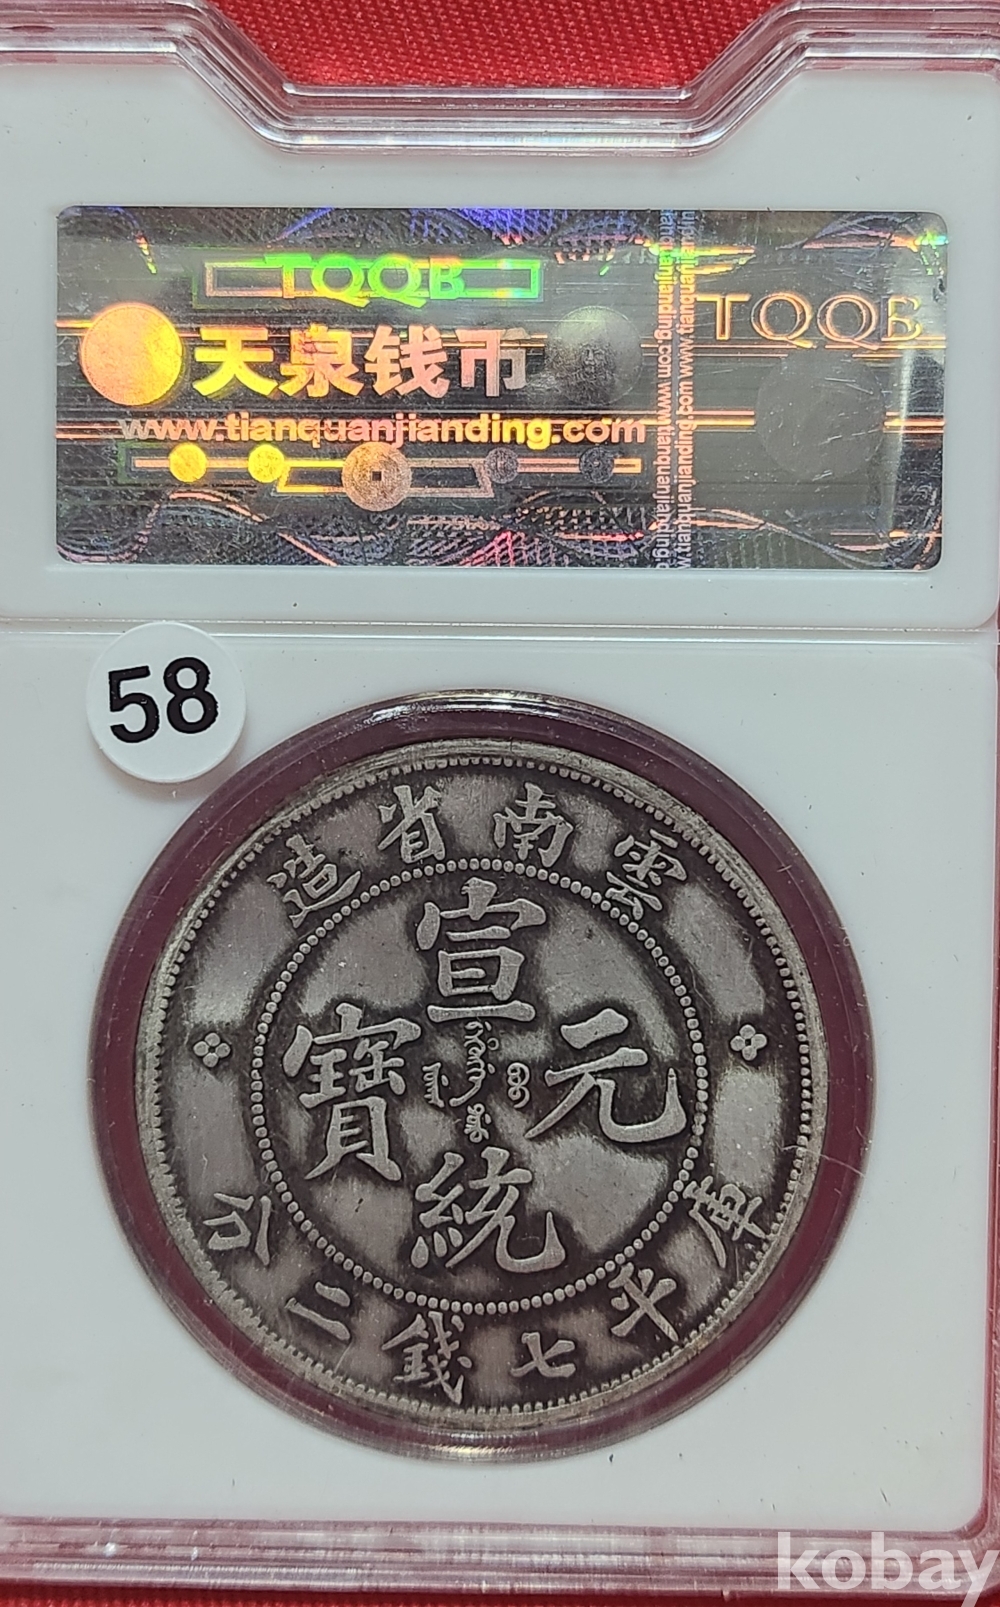 TQQB
天泉钱币
www.tianquanjianding.com
TQQB
58
雲南省造
宣統元寶
庫平七錢二分
kobay